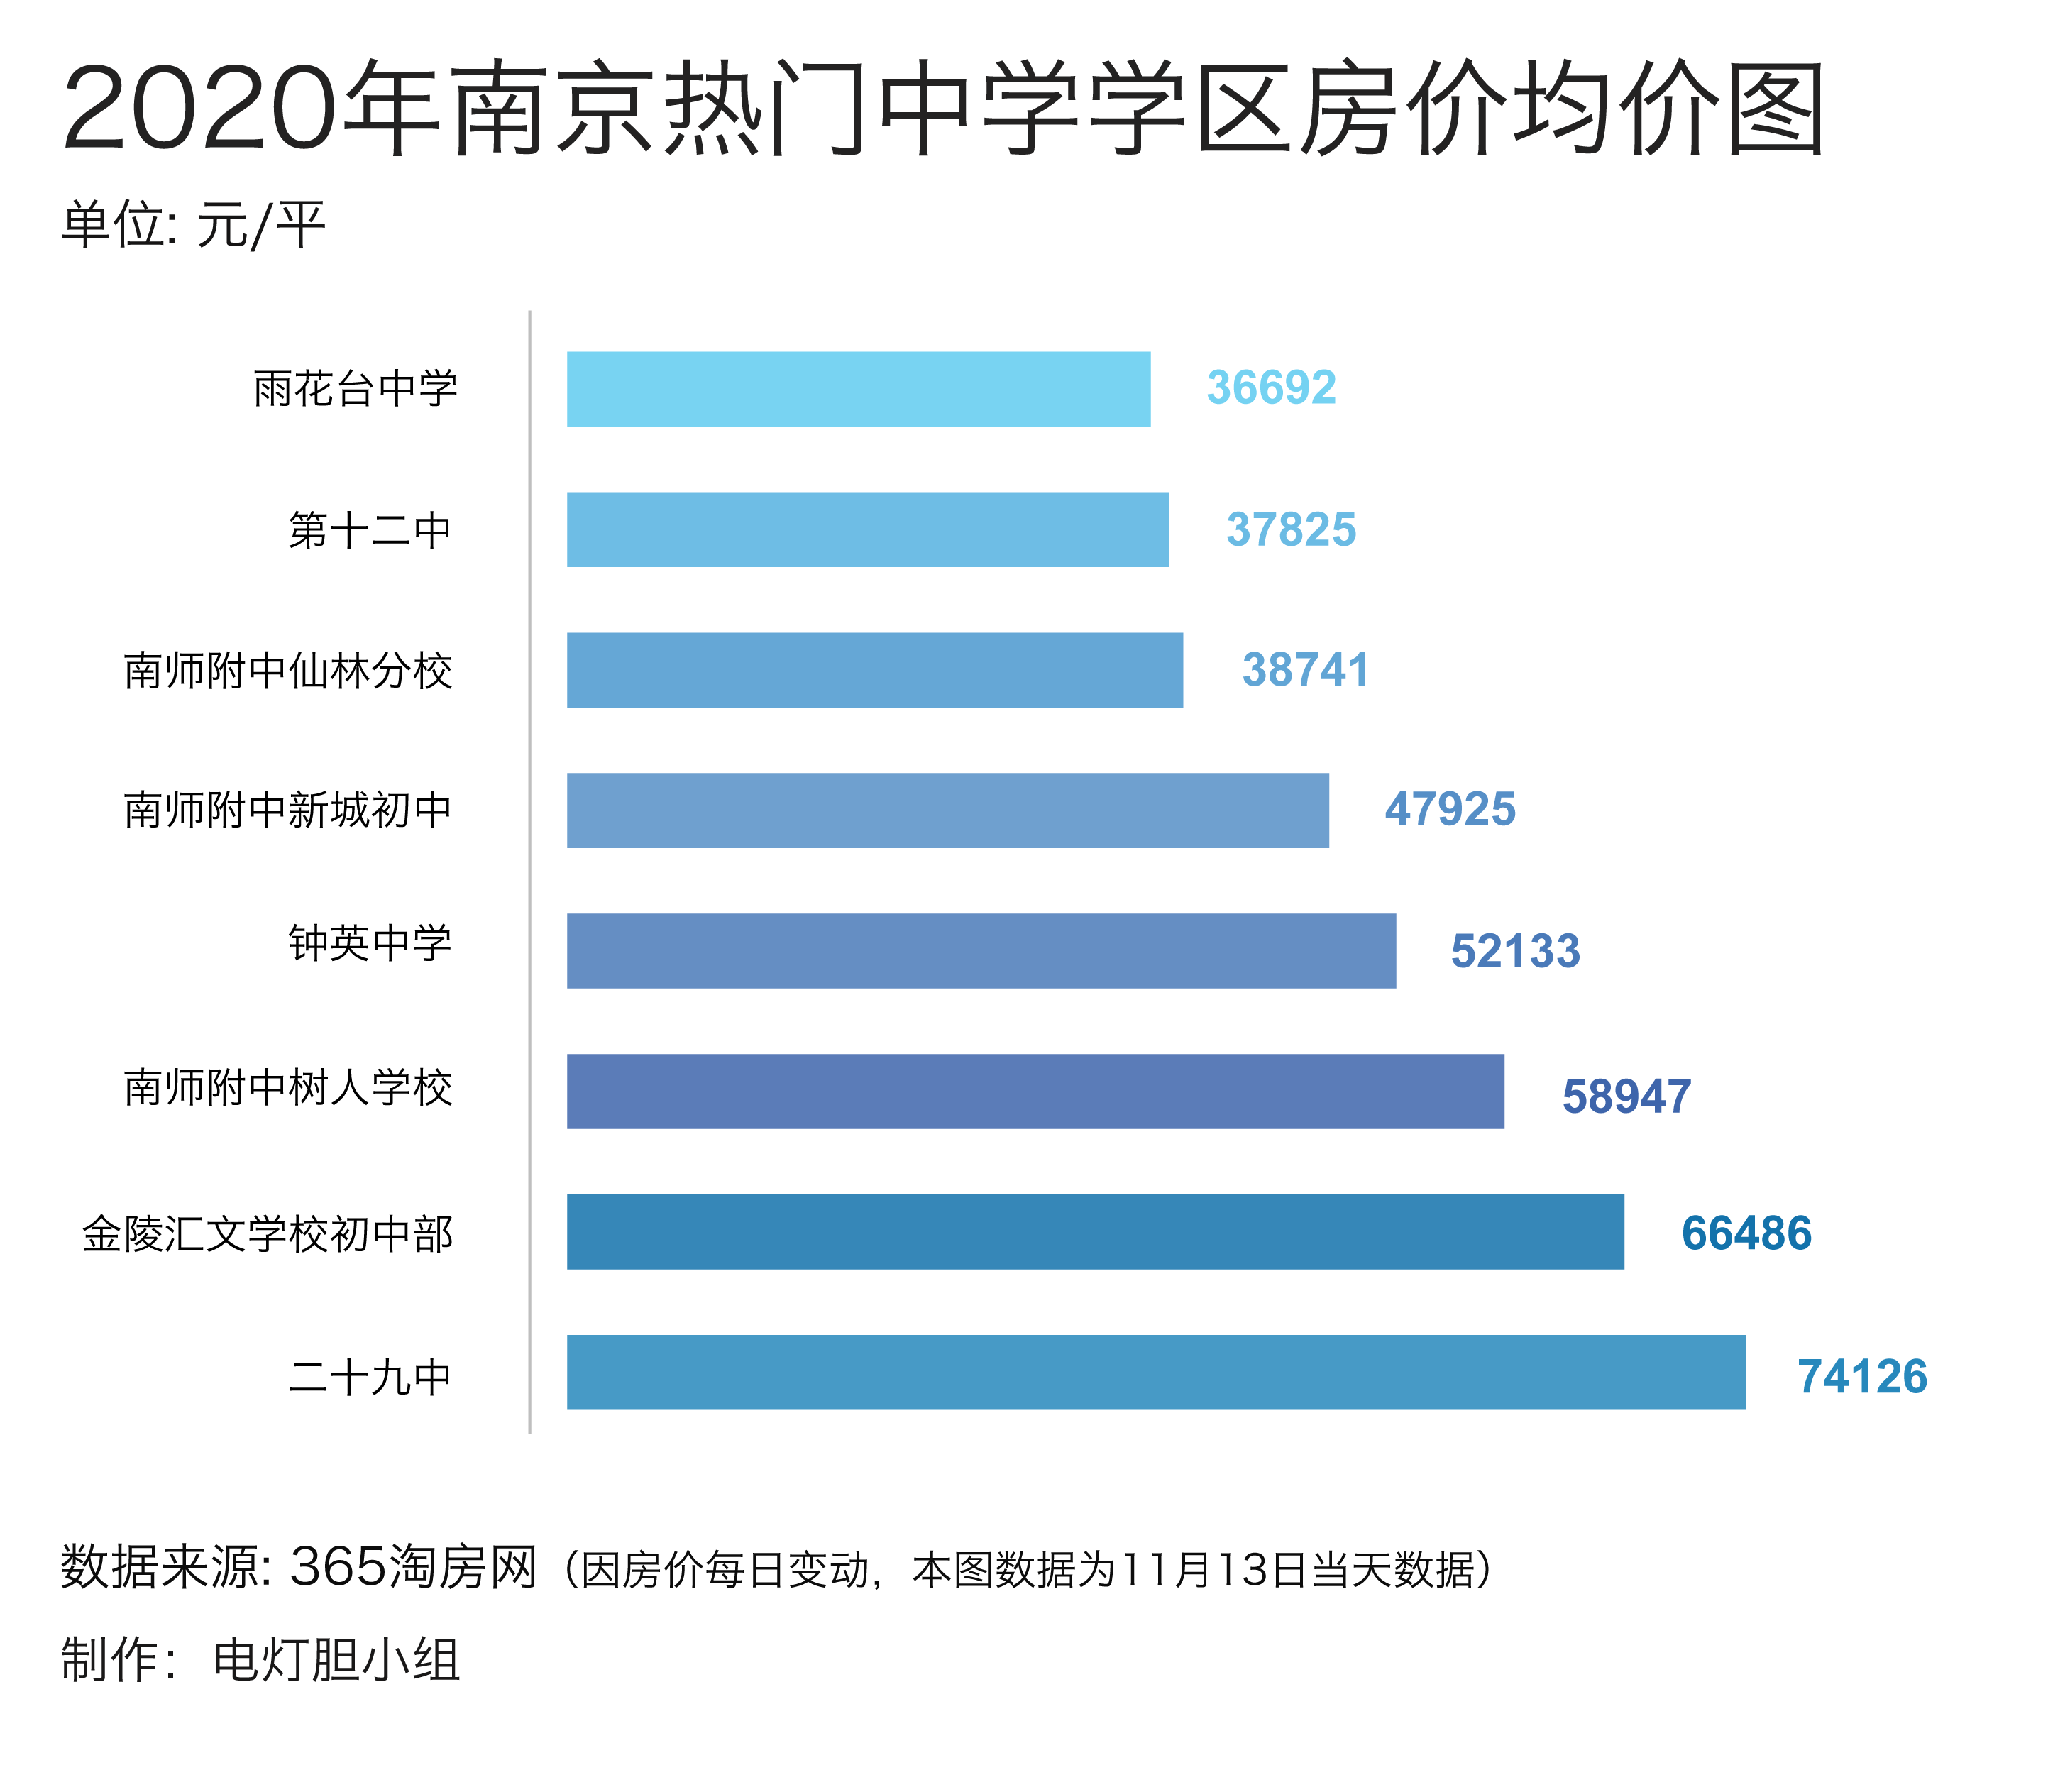 2020年南京热门中学学区房价均价图
单位: 元/平
雨花台中学 36692
第十二中 37825
南师附中仙林分校 38741
南师附中新城初中 47925
钟英中学 52133
南师附中树人学校 58947
金陵汇文学校初中部 66486
二十九中 74126
数据来源: 365淘房网（因房价每日变动，本图数据为11月13日当天数据）
制作： 电灯胆小组